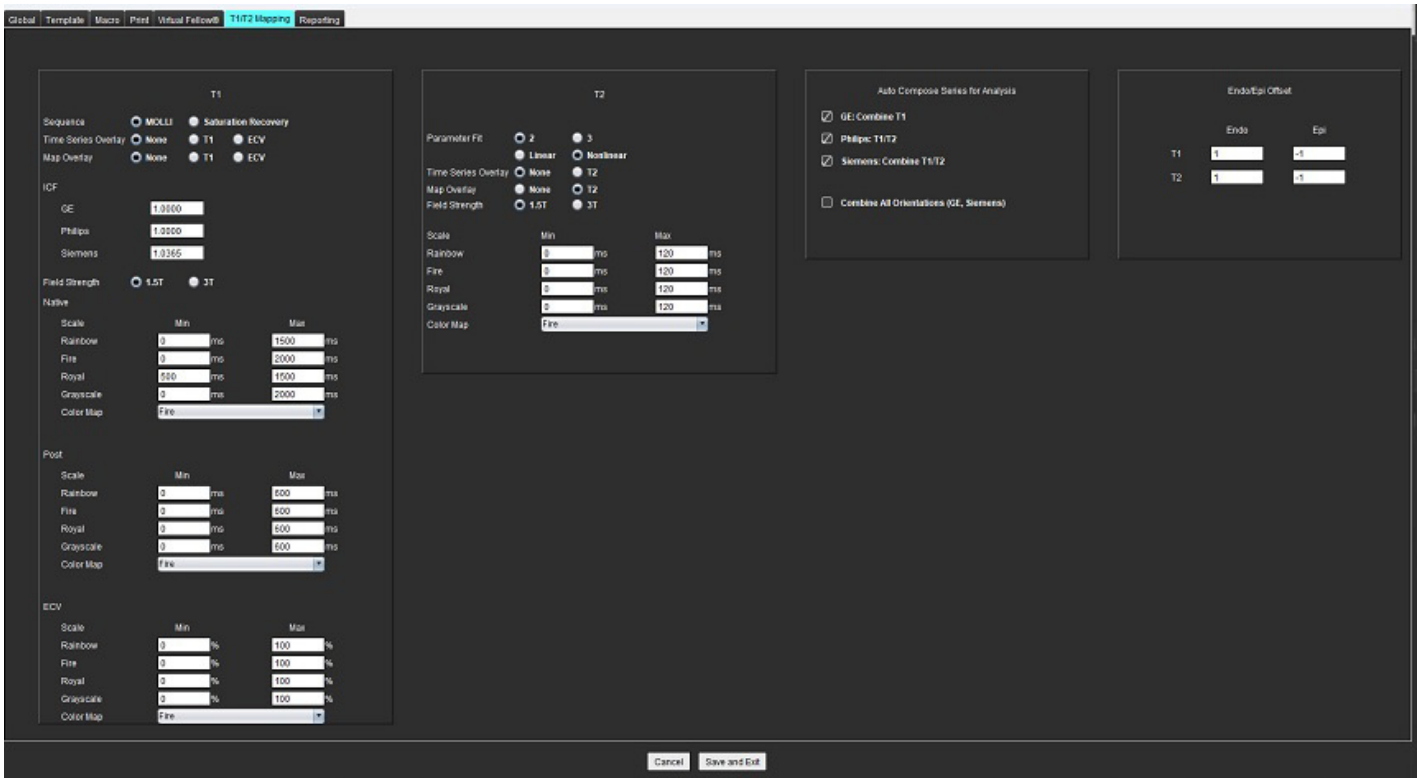 Global Template Macro Print Virtual Fellow® T1/T2 Mapping Reporting
T1
Sequence MOLLI Saturation Recovery
Time Series Overlay None T1 ECV
Map Overlay None T1 ECV
ICF
GE 1.0000
Philips 1.0000
Siemens 1.0365
Field Strength 1.5T 3T
Native
Scale Min Max
Rainbow 0 ms 1500 ms
Fire 0 ms 2000 ms
Royal 500 ms 1500 ms
Grayscale 0 ms 2000 ms
Color Map Fire
Post
Scale Min Max
Rainbow 0 ms 600 ms
Fire 0 ms 600 ms
Royal 0 ms 600 ms
Grayscale 0 ms 600 ms
Color Map Fire
ECV
Scale Min Max
Rainbow 0 % 100 %
Fire 0 % 100 %
Royal 0 % 100 %
Grayscale 0 % 100 %
Color Map Fire
T2
Parameter Fit 2 3
Linear Nonlinear
Time Series Overlay None T2
Map Overlay None T2
Field Strength 1.5T 3T
Scale Min Max
Rainbow 0 ms 120 ms
Fire 0 ms 120 ms
Royal 0 ms 120 ms
Grayscale 0 ms 120 ms
Color Map Fire
Auto Compose Series for Analysis
GE: Combine T1
Philips: T1/T2
Siemens: Combine T1/T2
Combine All Orientations (GE, Siemens)
Endo/Epi Offset
Endo Epi
T1 1 -1
T2 1 -1
Cancel Save and Exit